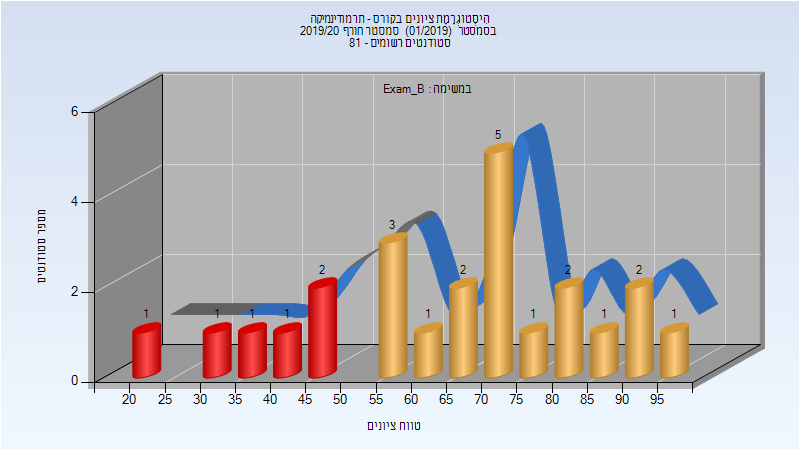 היסטוגרמת ציונים בקורס - תרמודינמיקה
בסמסטר (01/2019) סמסטר חורף 2019/20
סטודנטים רשומים - 81
במשימה : Exam_B
מספר סטודנטים
6
4
2
0
1 1 1 1 2 3 1 2 5 1 2 1 2 1
20 25 30 35 40 45 50 55 60 65 70 75 80 85 90 95
טווח ציונים